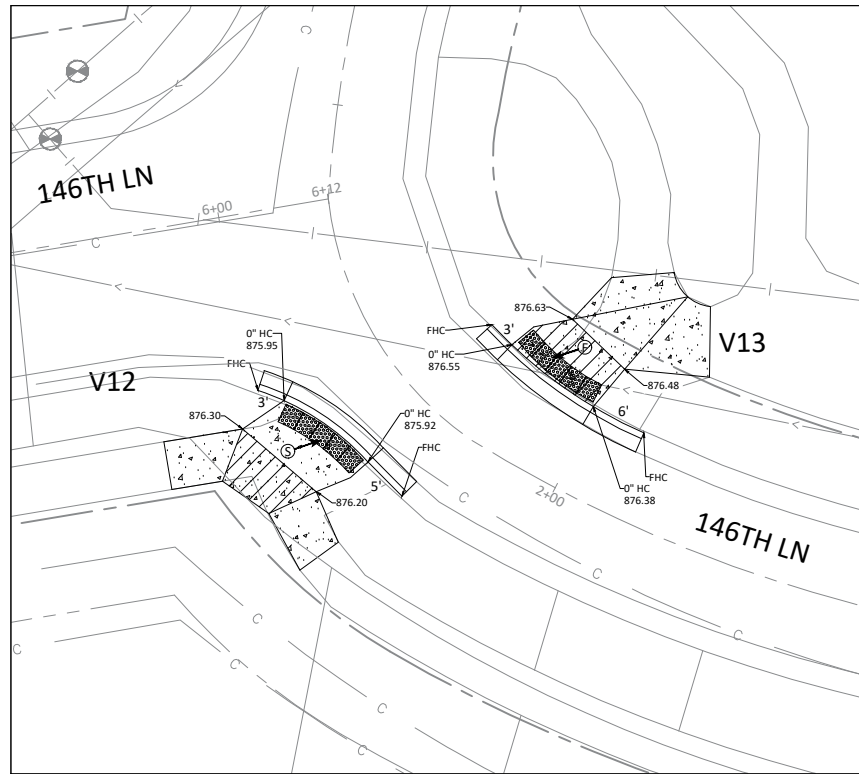 146TH LN
6+00
6+12
C
C
V12
0" HC
875.95
FHC
3'
876.30
S
0" HC
875.92
FHC
5'
876.20
FHC
3'
0" HC
876.55
876.63
F
V13
876.48
6'
FHC
0" HC
876.38
2+00
146TH LN
C
C
C
C
C
C
C
C
C
C
C